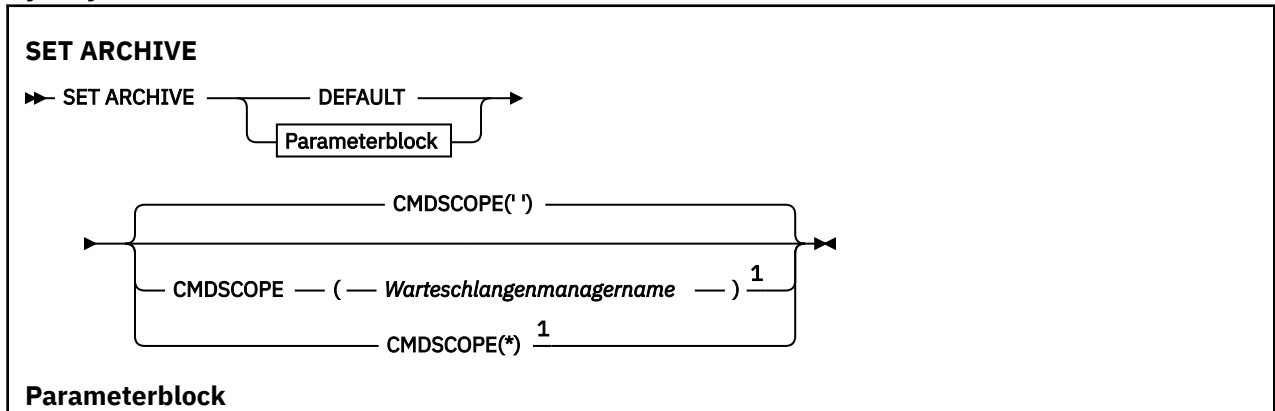 SET ARCHIVE
SET ARCHIVE DEFAULT
Parameterblock
CMDSCOPE(' ')
CMDSCOPE ( Warteschlangenmanagername ) 1
CMDSCOPE(*) 1
Parameterblock